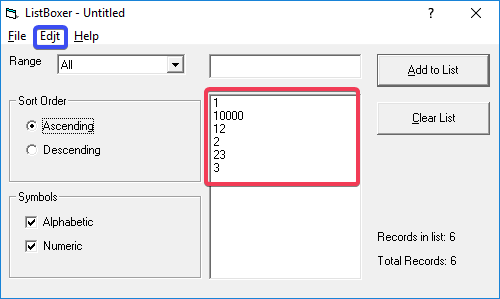 ListBoxer - Untitled
?
File Edjt Help
Range All
Add to List
Sort Order
Ascending
Descending
1
10000
12
2
23
3
Clear List
Symbols
Alphabetic
Numeric
Records in list: 6
Total Records: 6